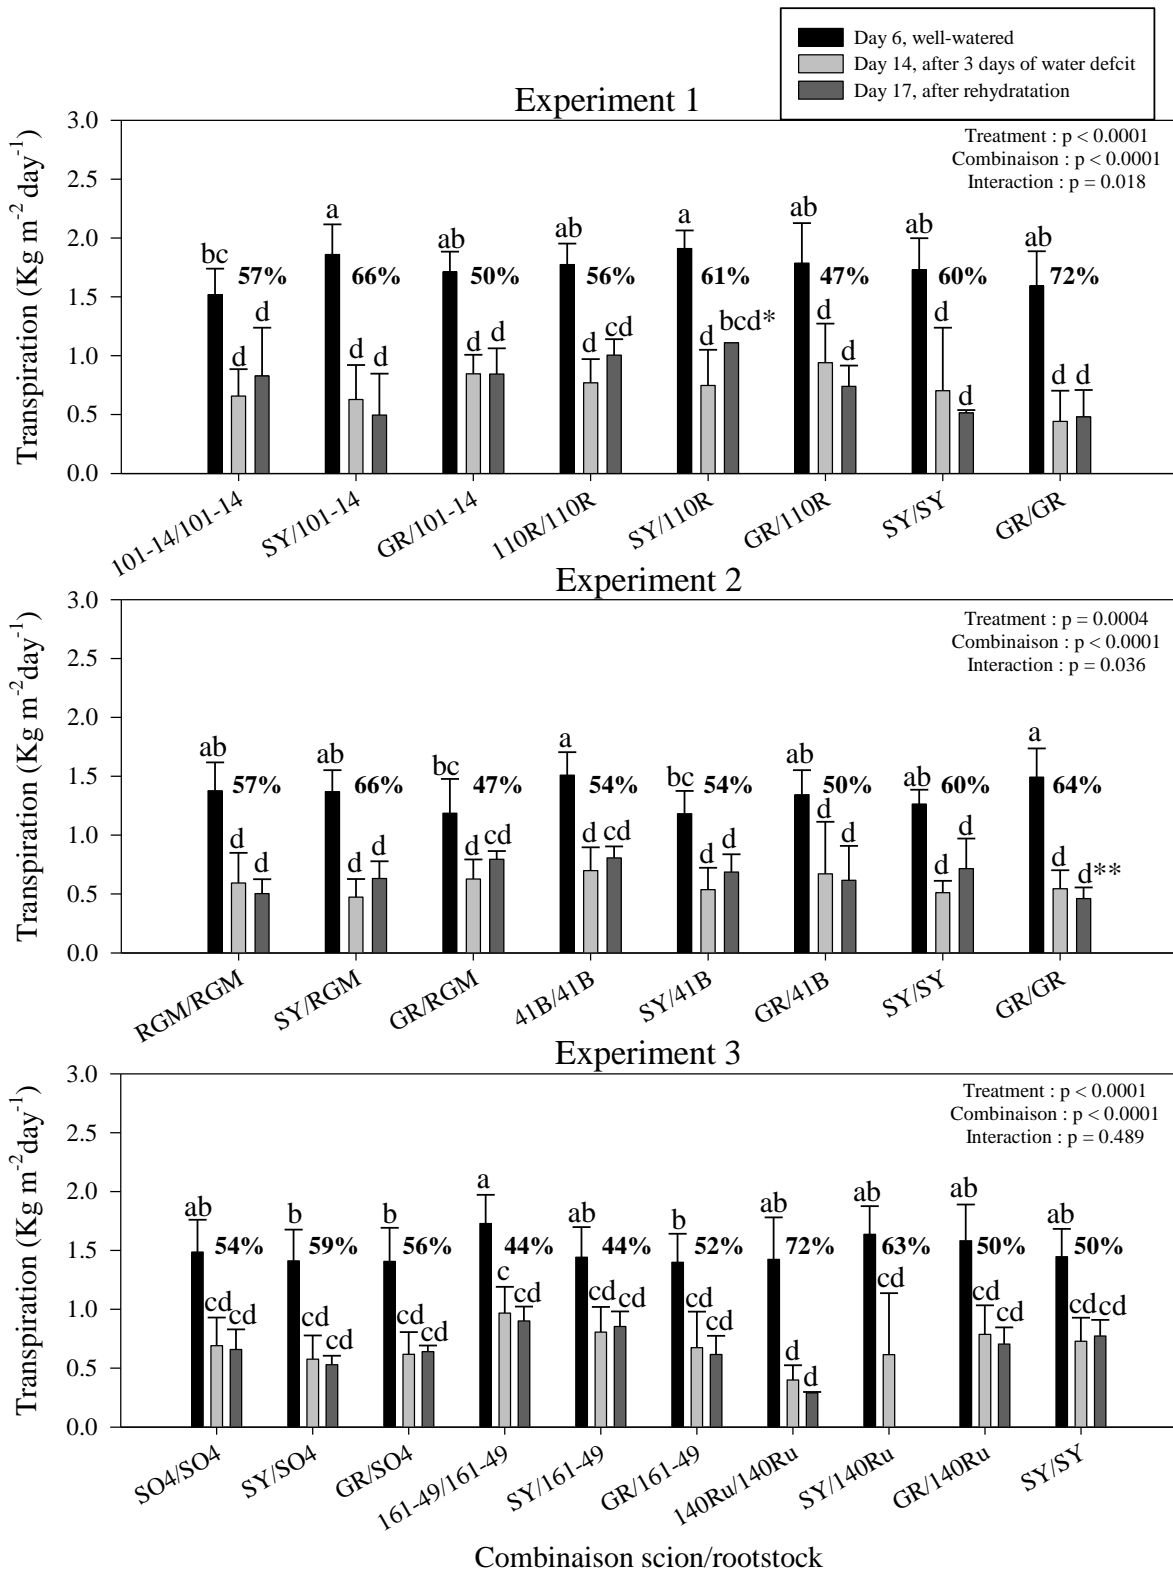 Day 6, well-watered
Day 14, after 3 days of water defcit
Day 17, after rehydratation
Experiment 1
Transpiration (Kg m-2 day-1)
3.0
2.5
2.0
1.5
1.0
0.5
0.0
Treatment : p < 0.0001
Combinaison : p < 0.0001
Interaction : p = 0.018
bc 57% d d
a 66% d d
ab 50% d d
ab 56% d cd
a 61% d bcd*
ab 47% d d
ab 60% d d
ab 72% d d
101-14/101-14
SY/101-14
GR/101-14
110R/110R
SY/110R
GR/110R
SY/SY
GR/GR
Experiment 2
Transpiration (Kg m-2day-1)
3.0
2.5
2.0
1.5
1.0
0.5
0.0
Treatment : p = 0.0004
Combinaison : p < 0.0001
Interaction : p = 0.036
ab 57% d d
ab 66% d d
bc 47% d cd
a 54% d cd
bc 54% d d
ab 50% d d
ab 60% d d
a 64% d d**
RGM/RGM
SY/RGM
GR/RGM
41B/41B
SY/41B
GR/41B
SY/SY
GR/GR
Experiment 3
Transpiration (Kg m-2day-1)
3.0
2.5
2.0
1.5
1.0
0.5
0.0
Treatment : p < 0.0001
Combinaison : p < 0.0001
Interaction : p = 0.489
ab 54% cd cd
b 59% cd cd
b 56% cd cd
a 44% c cd
ab 44% cd cd
b 52% cd cd
ab 72% d d
ab 63% cd
ab 50% cd cd
ab 50% cd cd
SO4/SO4
SY/SO4
GR/SO4
161-49/161-49
SY/161-49
GR/161-49
140Ru/140Ru
SY/140Ru
GR/140Ru
SY/SY
Combinaison scion/rootstock